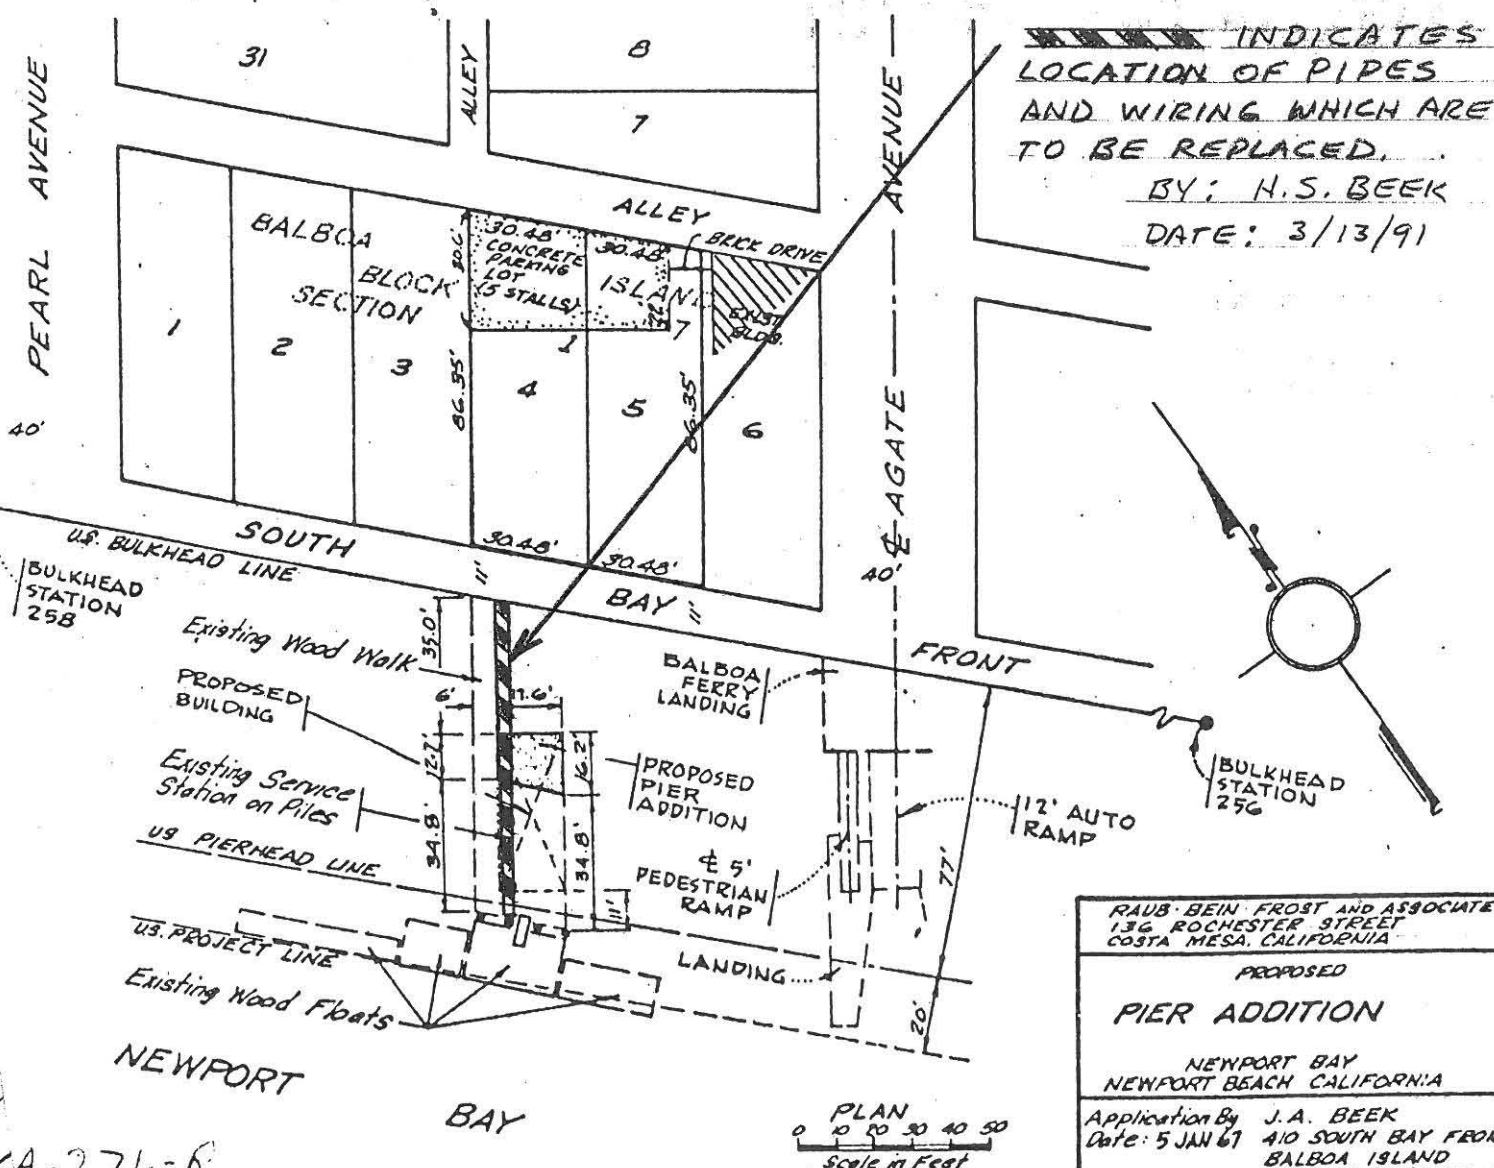 INDICATES
LOCATION OF PIPES
AND WIRING WHICH ARE
TO BE REPLACED.
BY: H.S. BEEK
DATE: 3/13/91
PEARL AVENUE
40'
31
ALLEY
8
7
ALLEY
AVENUE
℄ AGATE
40'
BALBOA
ISLAND
SECTION
BLOCK
7
1
2
3
4
5
6
1
30.48'
CONCRETE
PARKING
LOT
(5 STALLS)
30.48'
BRICK DRIVE
EXIST.
BLDG.
86.35'
86.35'
30.48'
30.48'
SOUTH
BAY
FRONT
11'
11'
U.S. BULKHEAD LINE
BULKHEAD
STATION
258
Existing Wood Walk
35.0'
6'
PROPOSED
BUILDING
12.7'
16.2'
Existing Service
Station on Piles
34.8'
34.8'
11'
PROPOSED
PIER
ADDITION
BALBOA
FERRY
LANDING
℄ 5'
PEDESTRIAN
RAMP
12' AUTO
RAMP
77'
20'
BULKHEAD
STATION
256
US PIERHEAD LINE
U.S. PROJECT LINE
Existing Wood Floats
LANDING
NEWPORT
BAY
PLAN
0 10 20 30 40 50
Scale in Feet
RAUB·BEIN·FROST AND ASSOCIATE
136 ROCHESTER STREET
COSTA MESA, CALIFORNIA
PROPOSED
PIER ADDITION
NEWPORT BAY
NEWPORT BEACH CALIFORNIA
Application By J.A. BEEK
Date: 5 JAN 67 410 SOUTH BAY FRON
BALBOA ISLAND